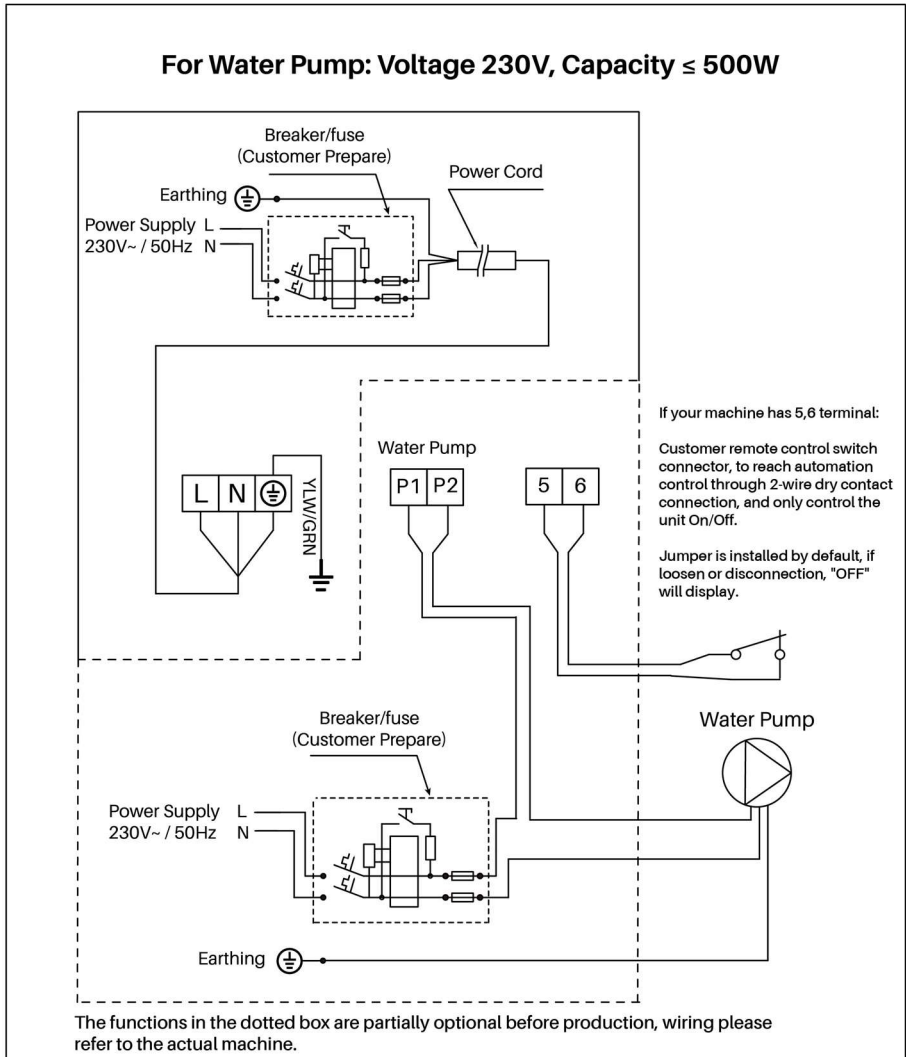 For Water Pump: Voltage 230V, Capacity ≤ 500W
Breaker/fuse
(Customer Prepare)
Power Cord
Earthing
Power Supply L
230V~ / 50Hz N
If your machine has 5,6 terminal:
Customer remote control switch
connector, to reach automation
control through 2-wire dry contact
connection, and only control the
unit On/Off.
Jumper is installed by default, if
loosen or disconnection, "OFF"
will display.
Water Pump
L N
YLW/GRN
P1 P2
5 6
Breaker/fuse
(Customer Prepare)
Water Pump
Power Supply L
230V~ / 50Hz N
Earthing
The functions in the dotted box are partially optional before production, wiring please
refer to the actual machine.